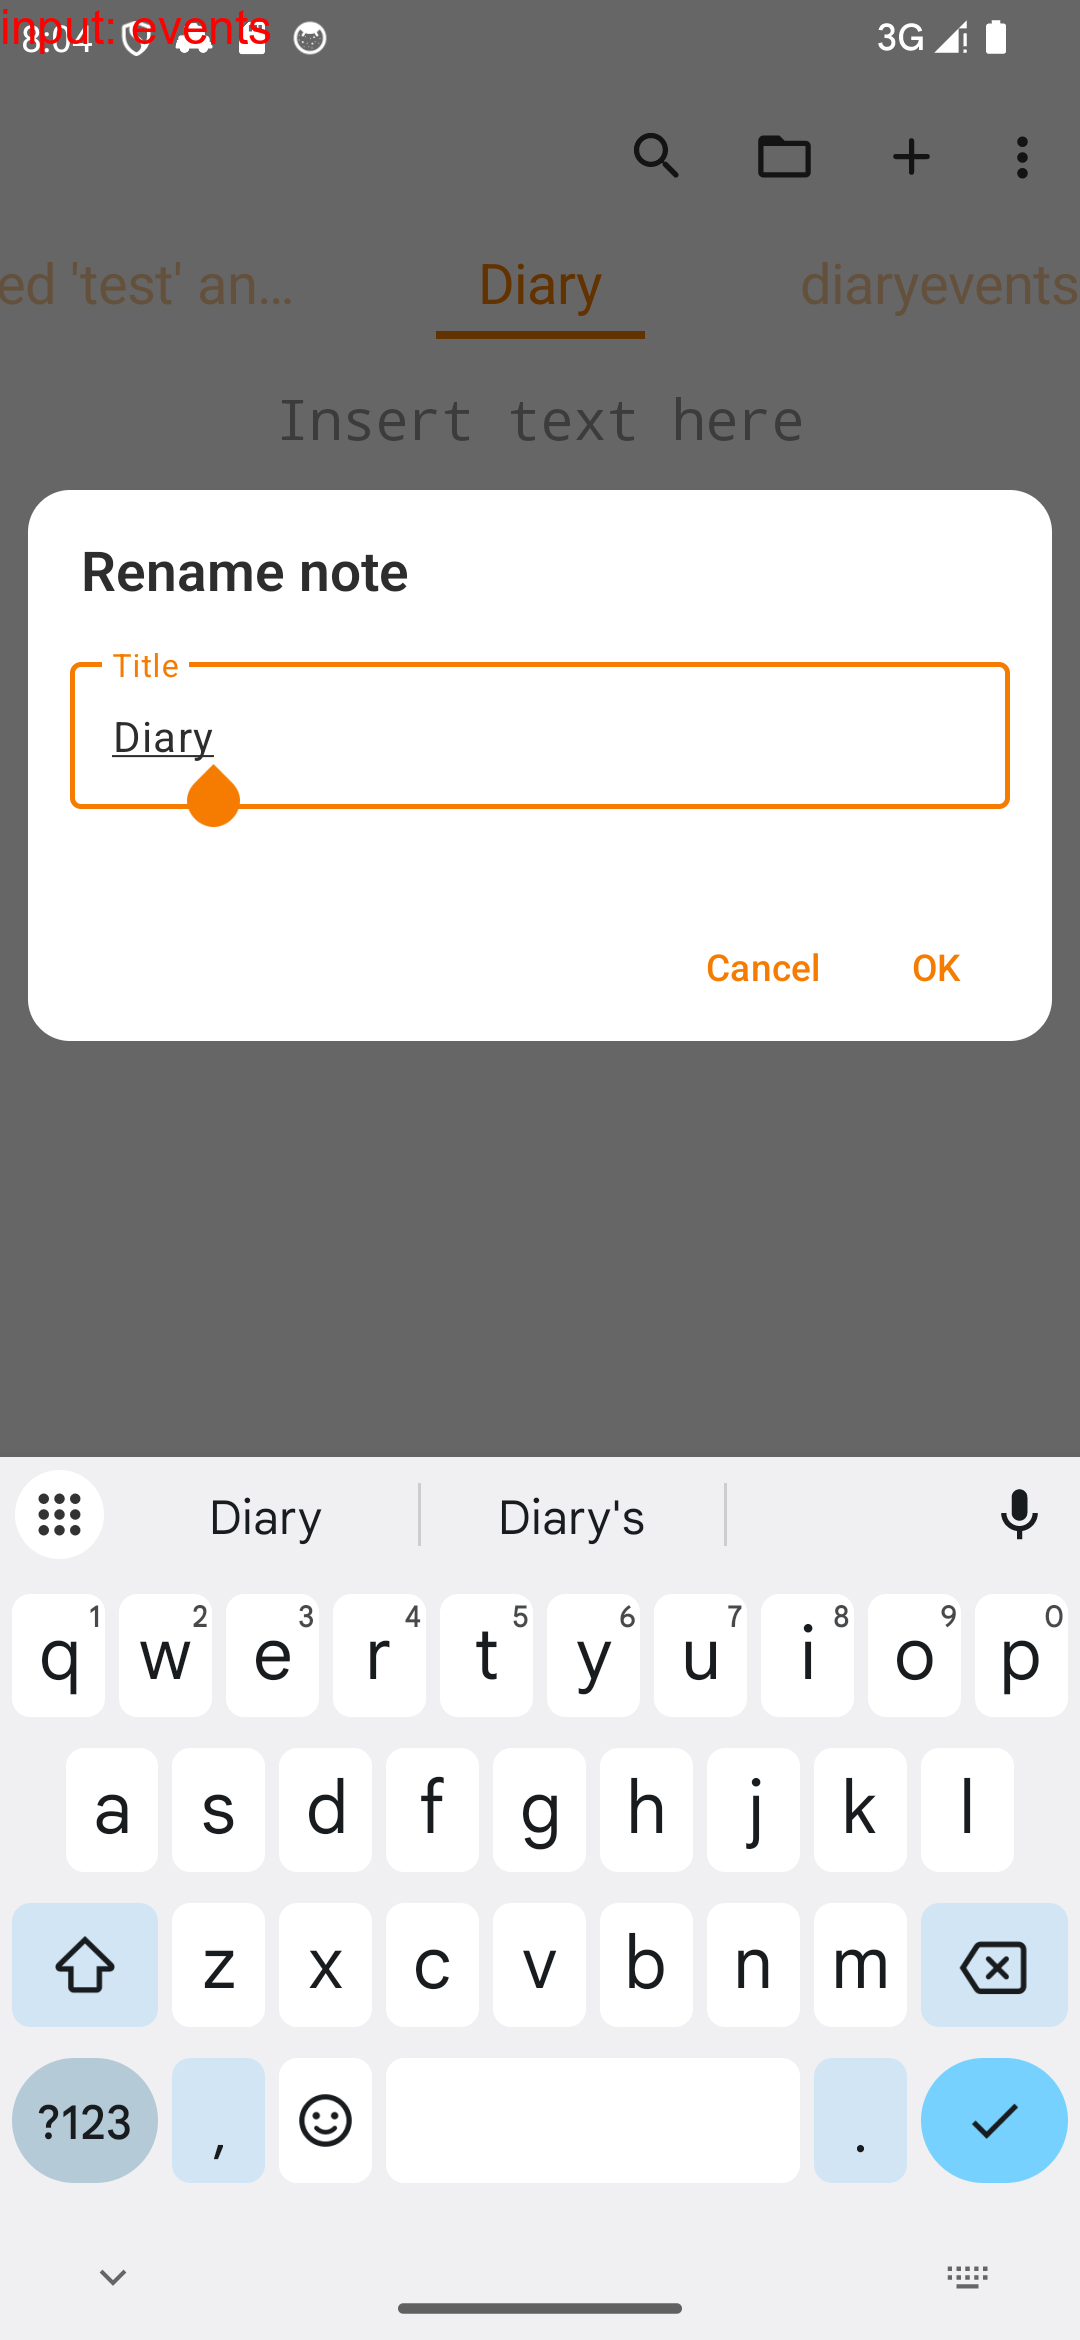 input: events
8:04
3G
ed 'test' an…
Diary
diaryevents
Insert text here
Rename note
Title
Diary
Cancel
OK
Diary
Diary's
q1 w2 e3 r4 t5 y6 u7 i8 o9 p0
a s d f g h j k l
z x c v b n m
?123 , .